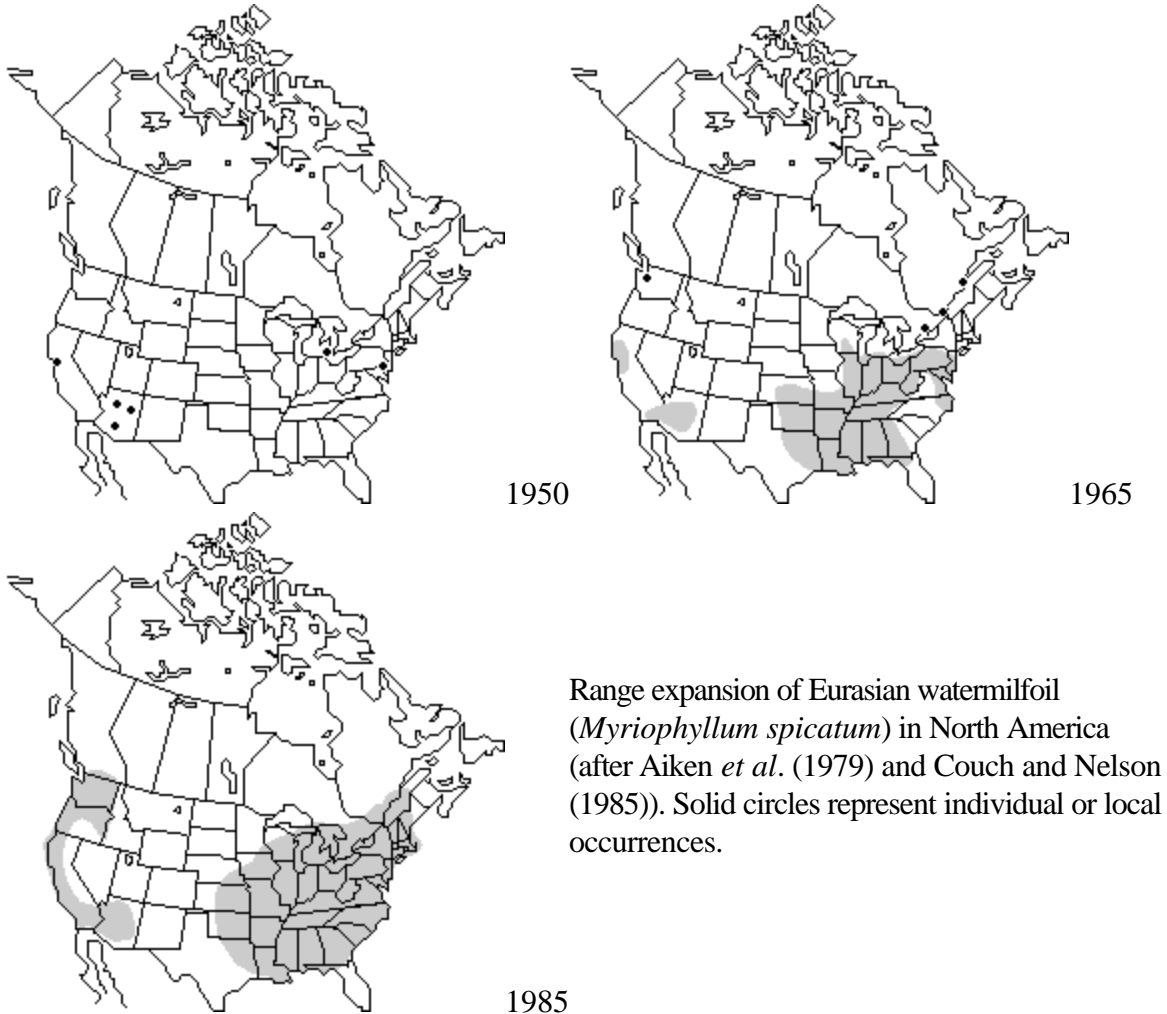 1950
1965
Range expansion of Eurasian watermilfoil
(Myriophyllum spicatum) in North America
(after Aiken et al. (1979) and Couch and Nelson
(1985)). Solid circles represent individual or local
occurrences.
1985